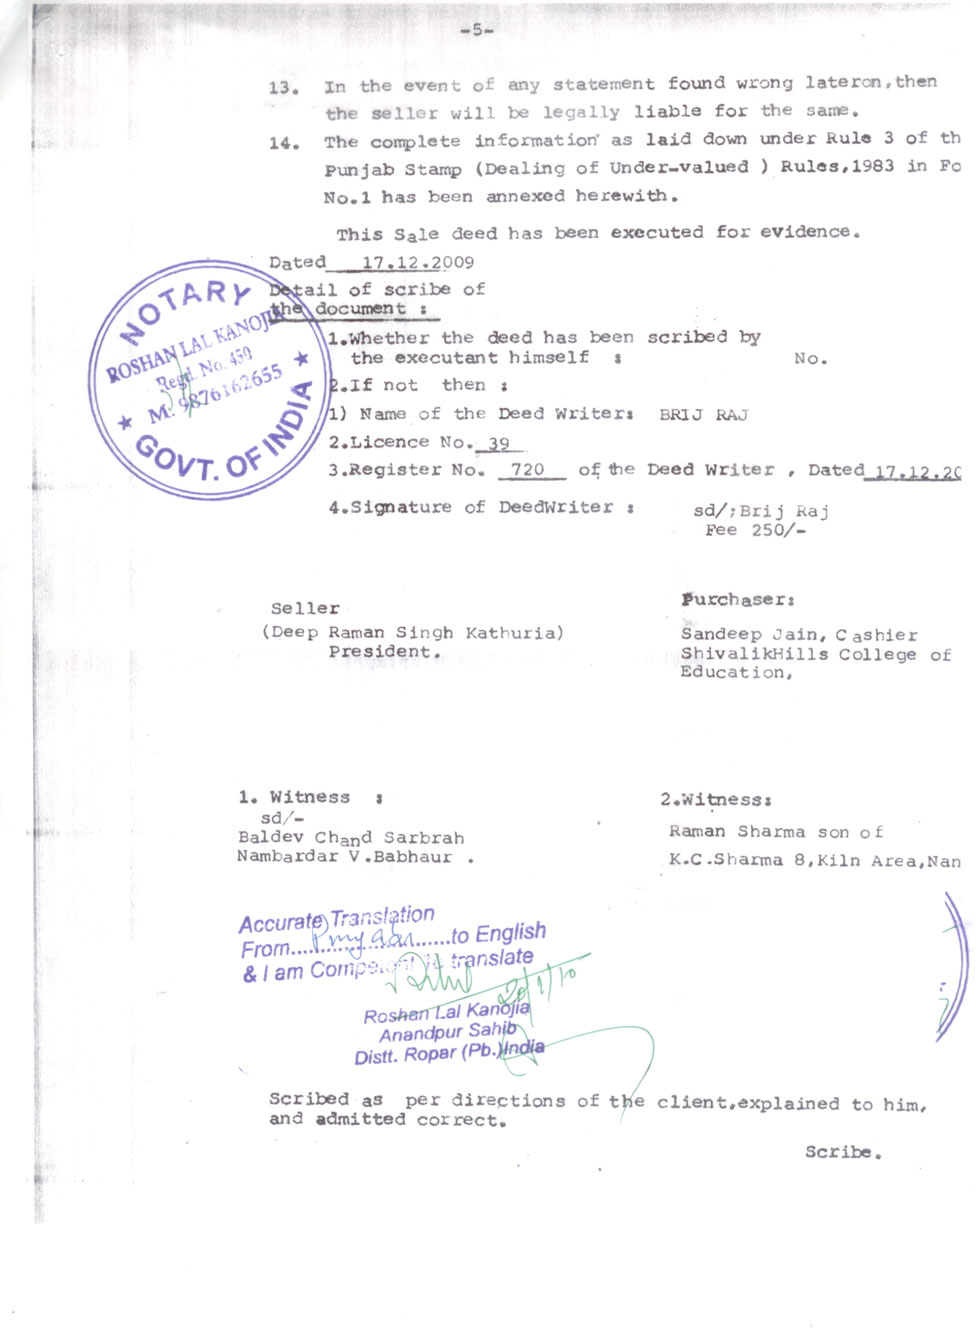 -5-
13. In the event of any statement found wrong lateron,then
the seller will be legally liable for the same.
14. The complete information as laid down under Rule 3 of th
Punjab Stamp (Dealing of Under-valued ) Rules,1983 in Fo
No.1 has been annexed herewith.
This Sale deed has been executed for evidence.
Dated 17.12.2009
Detail of scribe of
the document :
NOTARY
ROSHAN LAL KANOJIA
Regd. No. 459
M. 9876162655
GOVT. OF INDIA
1.Whether the deed has been scribed by
the executant himself : No.
2.If not then :
1) Name of the Deed Writer: BRIJ RAJ
2.Licence No. 39
3.Register No. 720 of the Deed Writer , Dated 17.12.20
4.Signature of DeedWriter : sd/;Brij Raj
Fee 250/-
Seller
(Deep Raman Singh Kathuria)
President.
Purchaser:
Sandeep Jain, Cashier
ShivalikHills College of
Education,
1. Witness :
sd/-
Baldev Chand Sarbrah
Nambardar V.Babhaur .
2.Witness:
Raman Sharma son of
K.C.Sharma 8,Kiln Area,Nan
Accurate Translation
From..................to English
& I am Competent to translate
20/1/10
Roshan Lal Kanojia
Anandpur Sahib
Distt. Ropar (Pb.)India
Scribed as per directions of the client,explained to him,
and admitted correct.
Scribe.